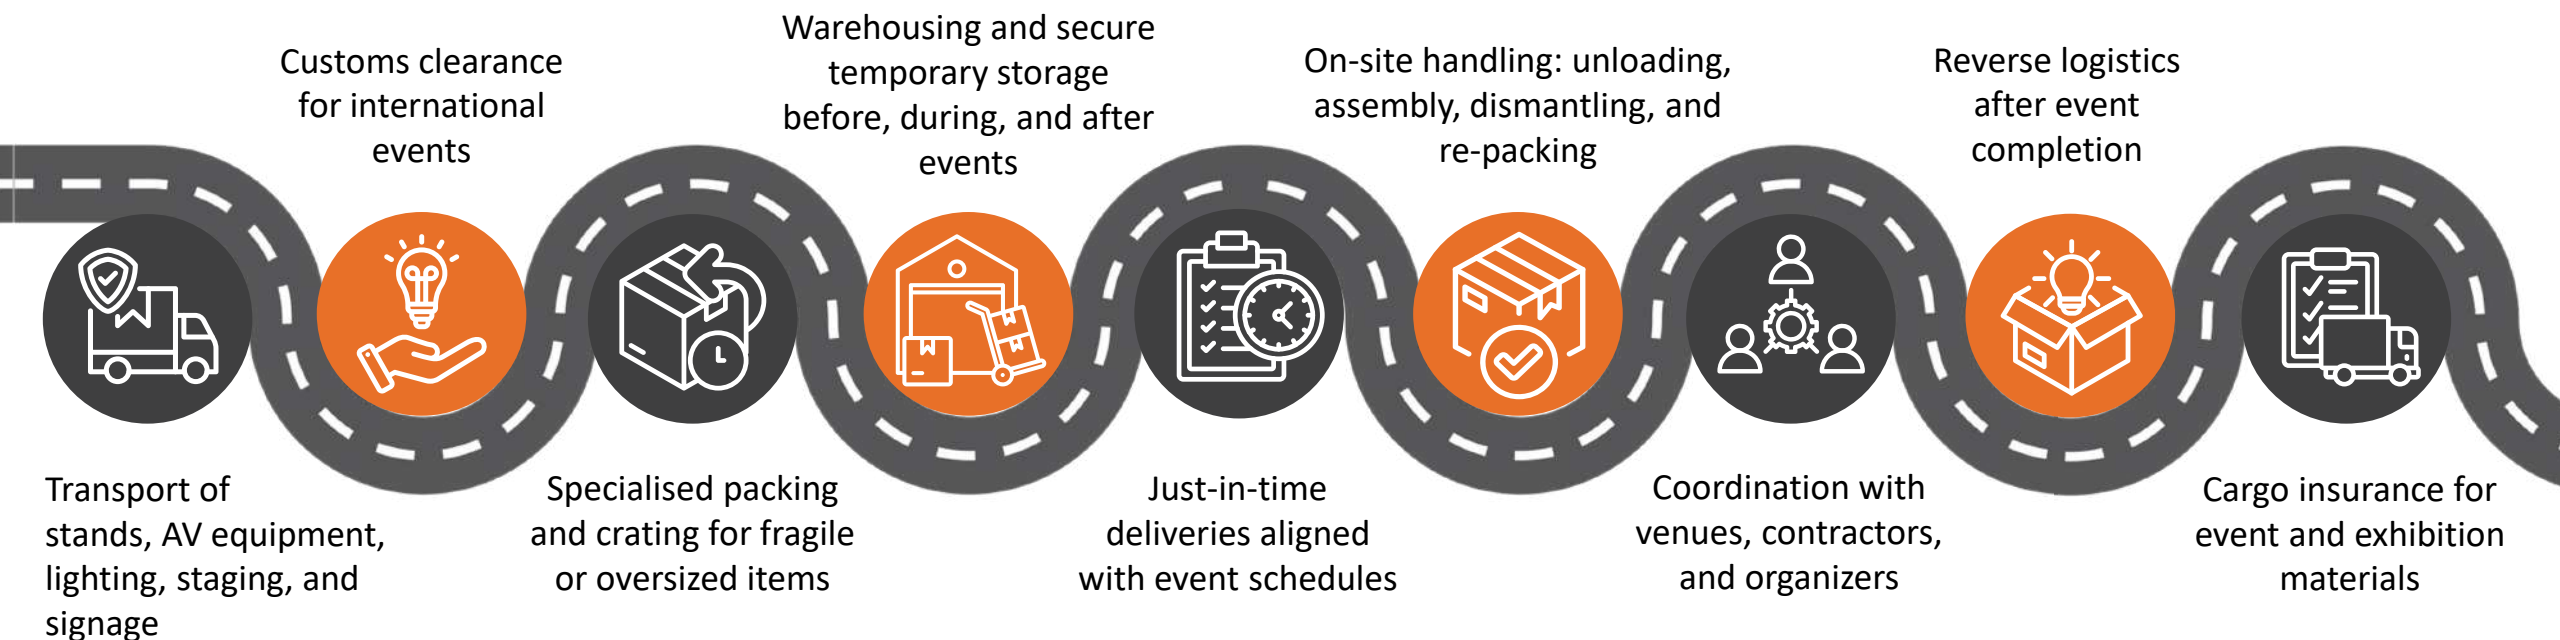 Transport of
stands, AV equipment,
lighting, staging, and
signage
Customs clearance
for international
events
Specialised packing
and crating for fragile
or oversized items
Warehousing and secure
temporary storage
before, during, and after
events
Just-in-time
deliveries aligned
with event schedules
On-site handling: unloading,
assembly, dismantling, and
re-packing
Coordination with
venues, contractors,
and organizers
Reverse logistics
after event
completion
Cargo insurance for
event and exhibition
materials